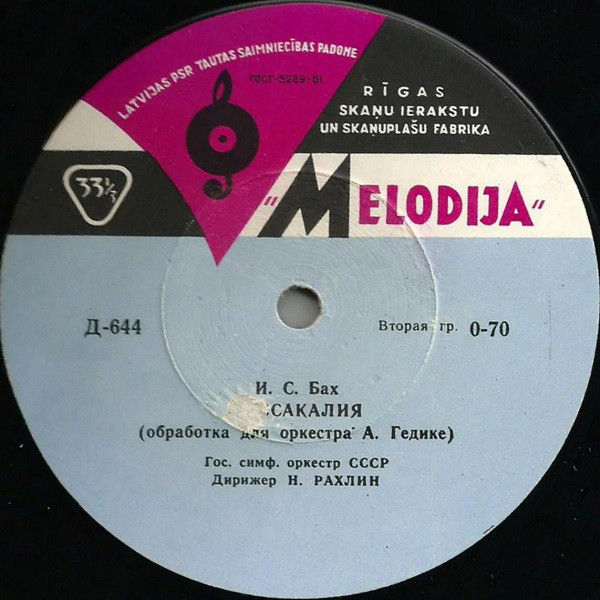 LATVIJAS PSR TAUTAS SAIMNIECĪBAS PADOME
ГОСТ-5289-61
RĪGAS
SKAŅU IERAKSTU
UN SKAŅUPLAŠU FABRIKA
33⅓
"MELODIJA"
Д-644
Вторая гр. 0-70
И. С. Бах
ССАКАЛИЯ
(обработка для оркестра А. Гедике)
Гос. симф. оркестр СССР
Дирижер Н. РАХЛИН